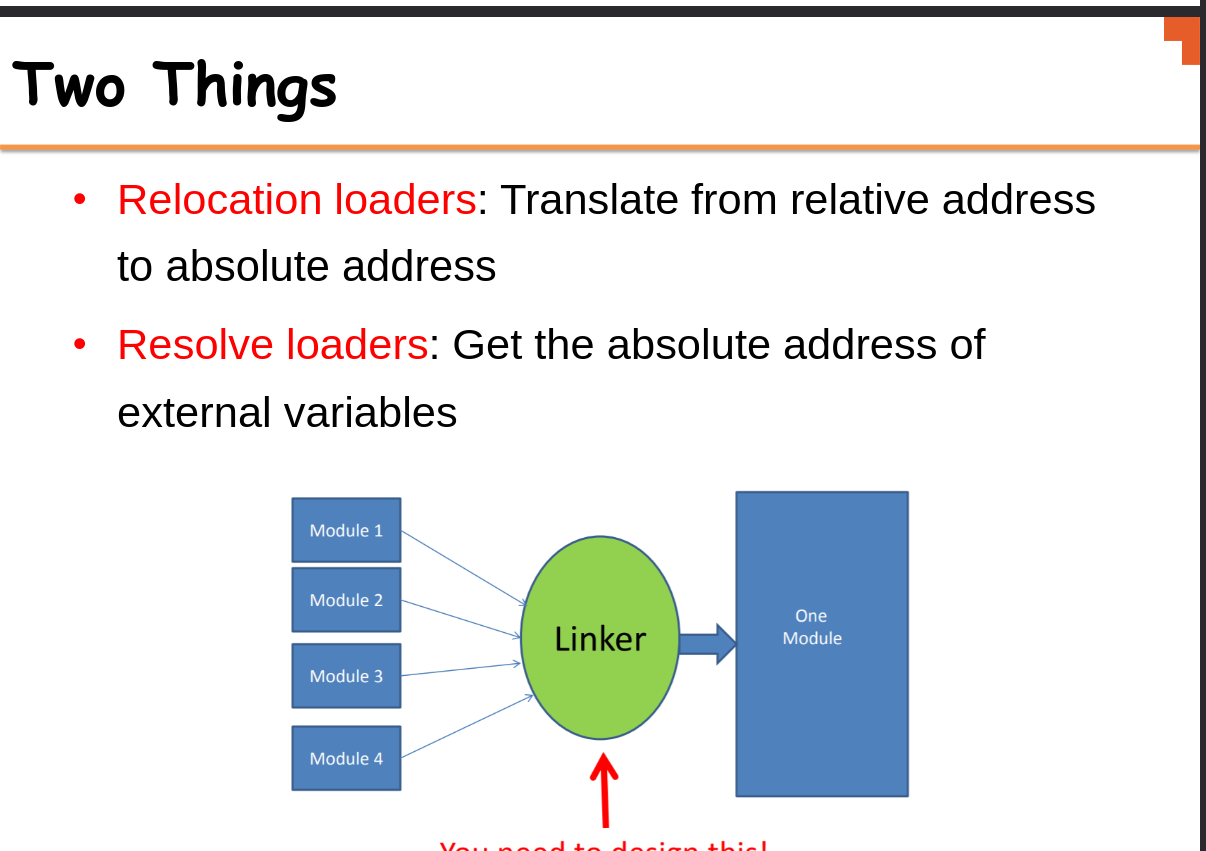 Two Things
• Relocation loaders: Translate from relative address
to absolute address
• Resolve loaders: Get the absolute address of
external variables
Module 1
Module 2
Module 3
Module 4
Linker
One
Module
You need to design this!